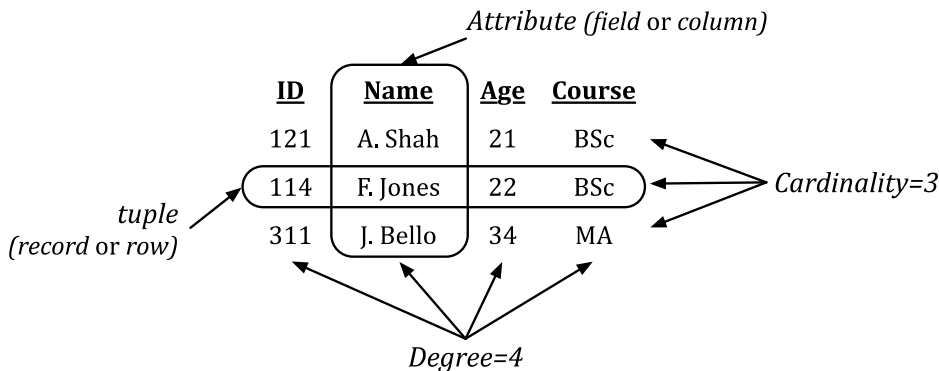 Attribute (field or column)
ID Name Age Course
121 A. Shah 21 BSc
114 F. Jones 22 BSc
Cardinality=3
tuple
(record or row)
311 J. Bello 34 MA
Degree=4